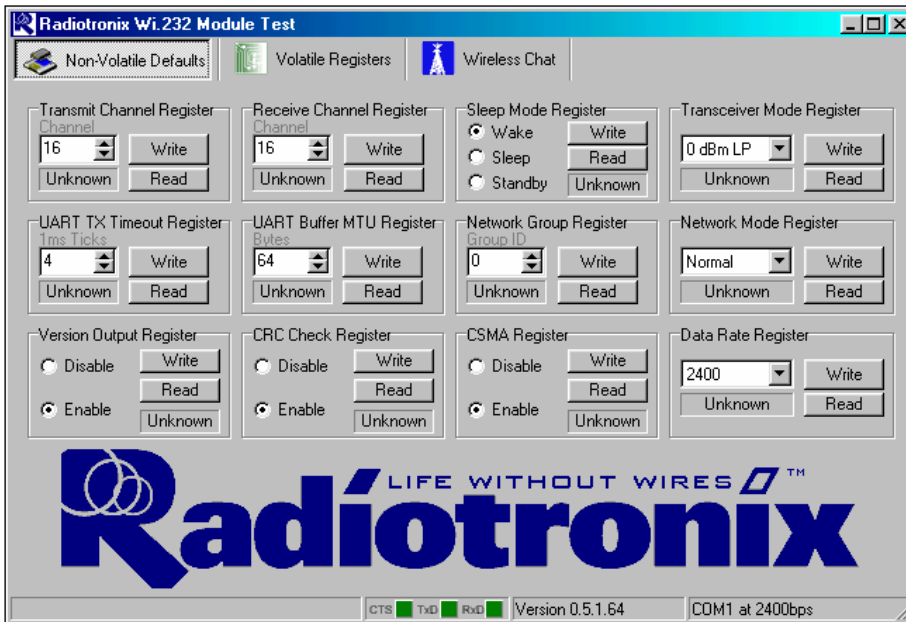 Radiotronix Wi.232 Module Test
Non-Volatile Defaults
Volatile Registers
Wireless Chat
Transmit Channel Register
Channel
16
Write
Unknown
Read
Receive Channel Register
Channel
16
Write
Unknown
Read
Sleep Mode Register
Wake
Write
Sleep
Read
Standby
Unknown
Transceiver Mode Register
0 dBm LP
Write
Unknown
Read
UART TX Timeout Register
1ms Ticks
4
Write
Unknown
Read
UART Buffer MTU Register
Bytes
64
Write
Unknown
Read
Network Group Register
Group ID
0
Write
Unknown
Read
Network Mode Register
Normal
Write
Unknown
Read
Version Output Register
Disable
Write
Read
Enable
Unknown
CRC Check Register
Disable
Write
Read
Enable
Unknown
CSMA Register
Disable
Write
Read
Enable
Unknown
Data Rate Register
2400
Write
Unknown
Read
LIFE WITHOUT WIRES ™
Radiotronix
CTS TxD RxD Version 0.5.1.64 COM1 at 2400bps